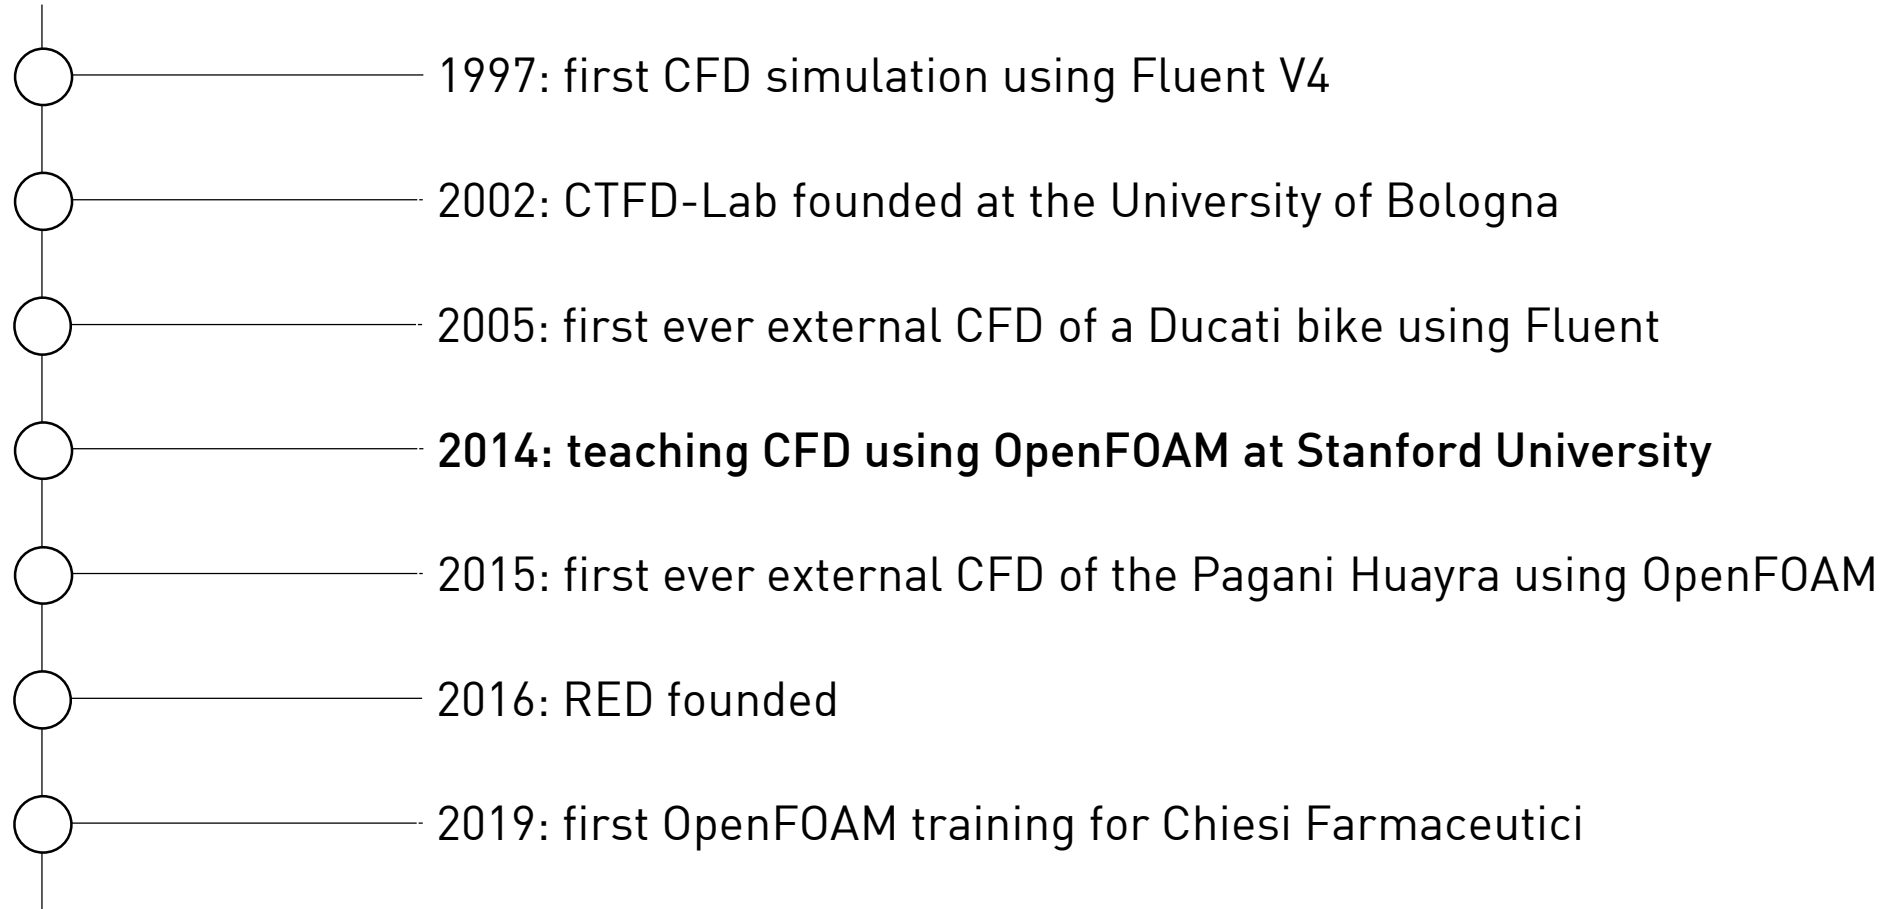 1997: first CFD simulation using Fluent V4
2002: CTFD-Lab founded at the University of Bologna
2005: first ever external CFD of a Ducati bike using Fluent
2014: teaching CFD using OpenFOAM at Stanford University
2015: first ever external CFD of the Pagani Huayra using OpenFOAM
2016: RED founded
2019: first OpenFOAM training for Chiesi Farmaceutici